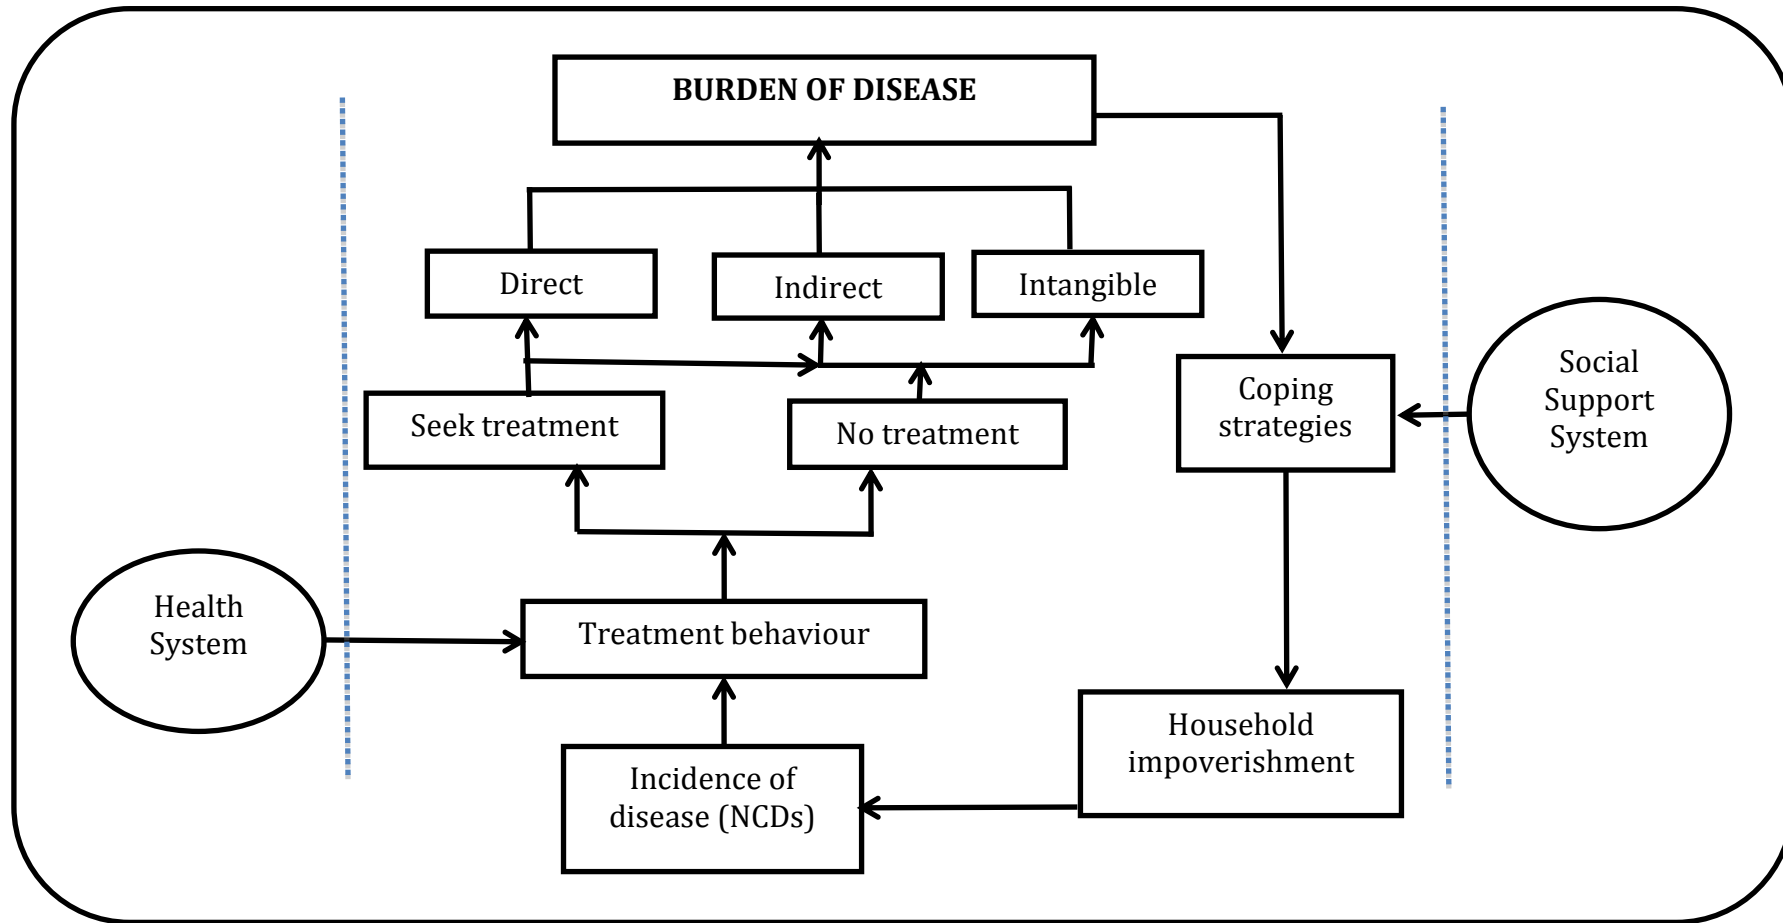 BURDEN OF DISEASE
Direct
Indirect
Intangible
Seek treatment
No treatment
Coping
strategies
Social
Support
System
Health
System
Treatment behaviour
Household
impoverishment
Incidence of
disease (NCDs)